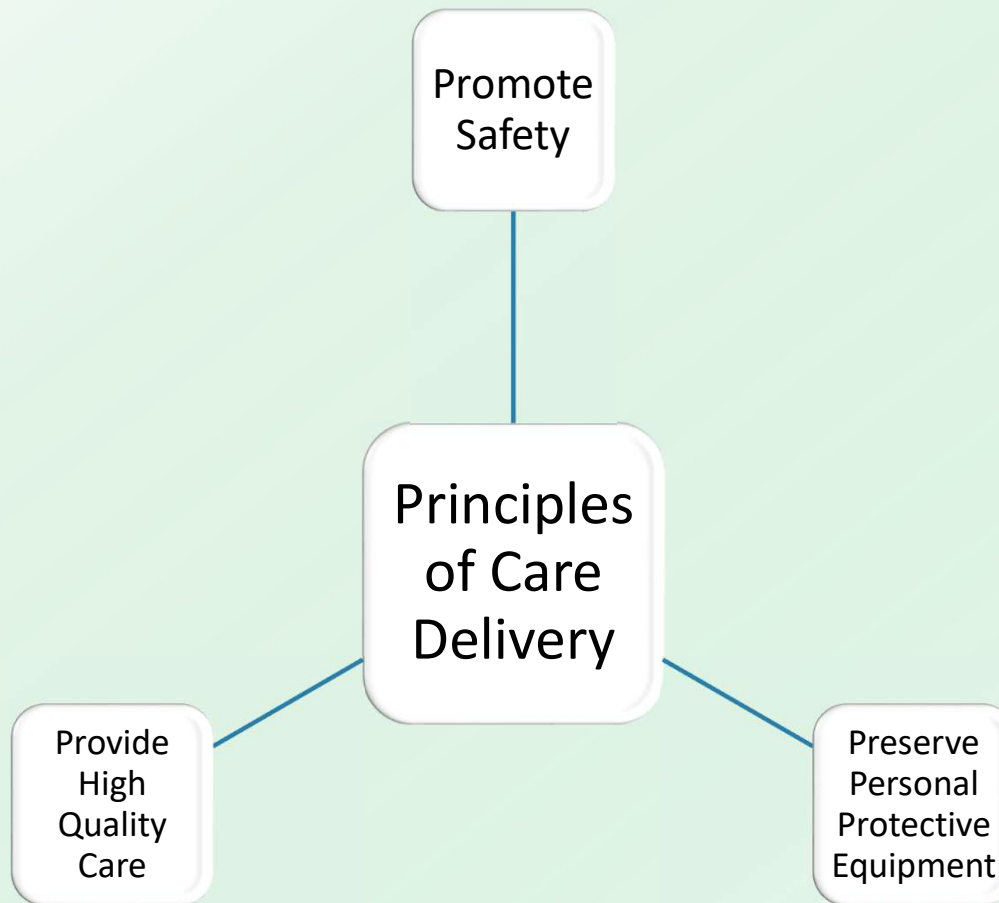 Promote
Safety
Principles
of Care
Delivery
Provide
High
Quality
Care
Preserve
Personal
Protective
Equipment